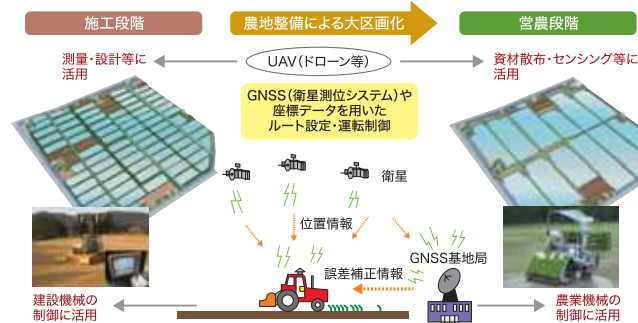 施工段階
農地整備による大区画化
営農段階
測量・設計等に
活用
UAV(ドローン等)
資材散布・センシング等に
活用
GNSS(衛星測位システム)や
座標データを用いた
ルート設定・運転制御
衛星
位置情報
GNSS基地局
誤差補正情報
建設機械の
制御に活用
農業機械の
制御に活用